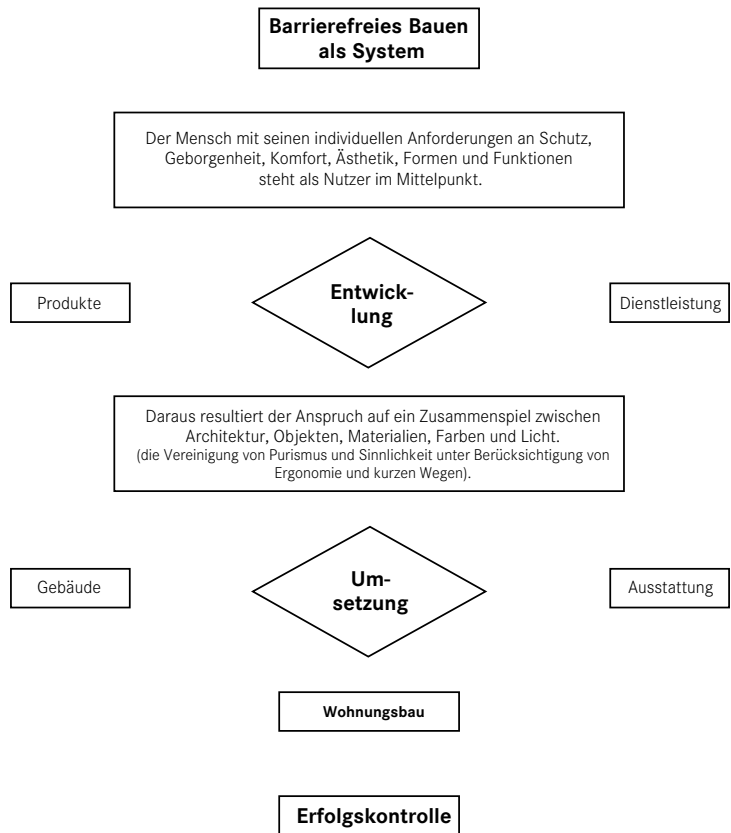 Barrierefreies Bauen
als System
Der Mensch mit seinen individuellen Anforderungen an Schutz,
Geborgenheit, Komfort, Ästhetik, Formen und Funktionen
steht als Nutzer im Mittelpunkt.
Produkte
Entwick-
lung
Dienstleistung
Daraus resultiert der Anspruch auf ein Zusammenspiel zwischen
Architektur, Objekten, Materialien, Farben und Licht.
(die Vereinigung von Purismus und Sinnlichkeit unter Berücksichtigung von
Ergonomie und kurzen Wegen).
Gebäude
Um-
setzung
Ausstattung
Wohnungsbau
Erfolgskontrolle